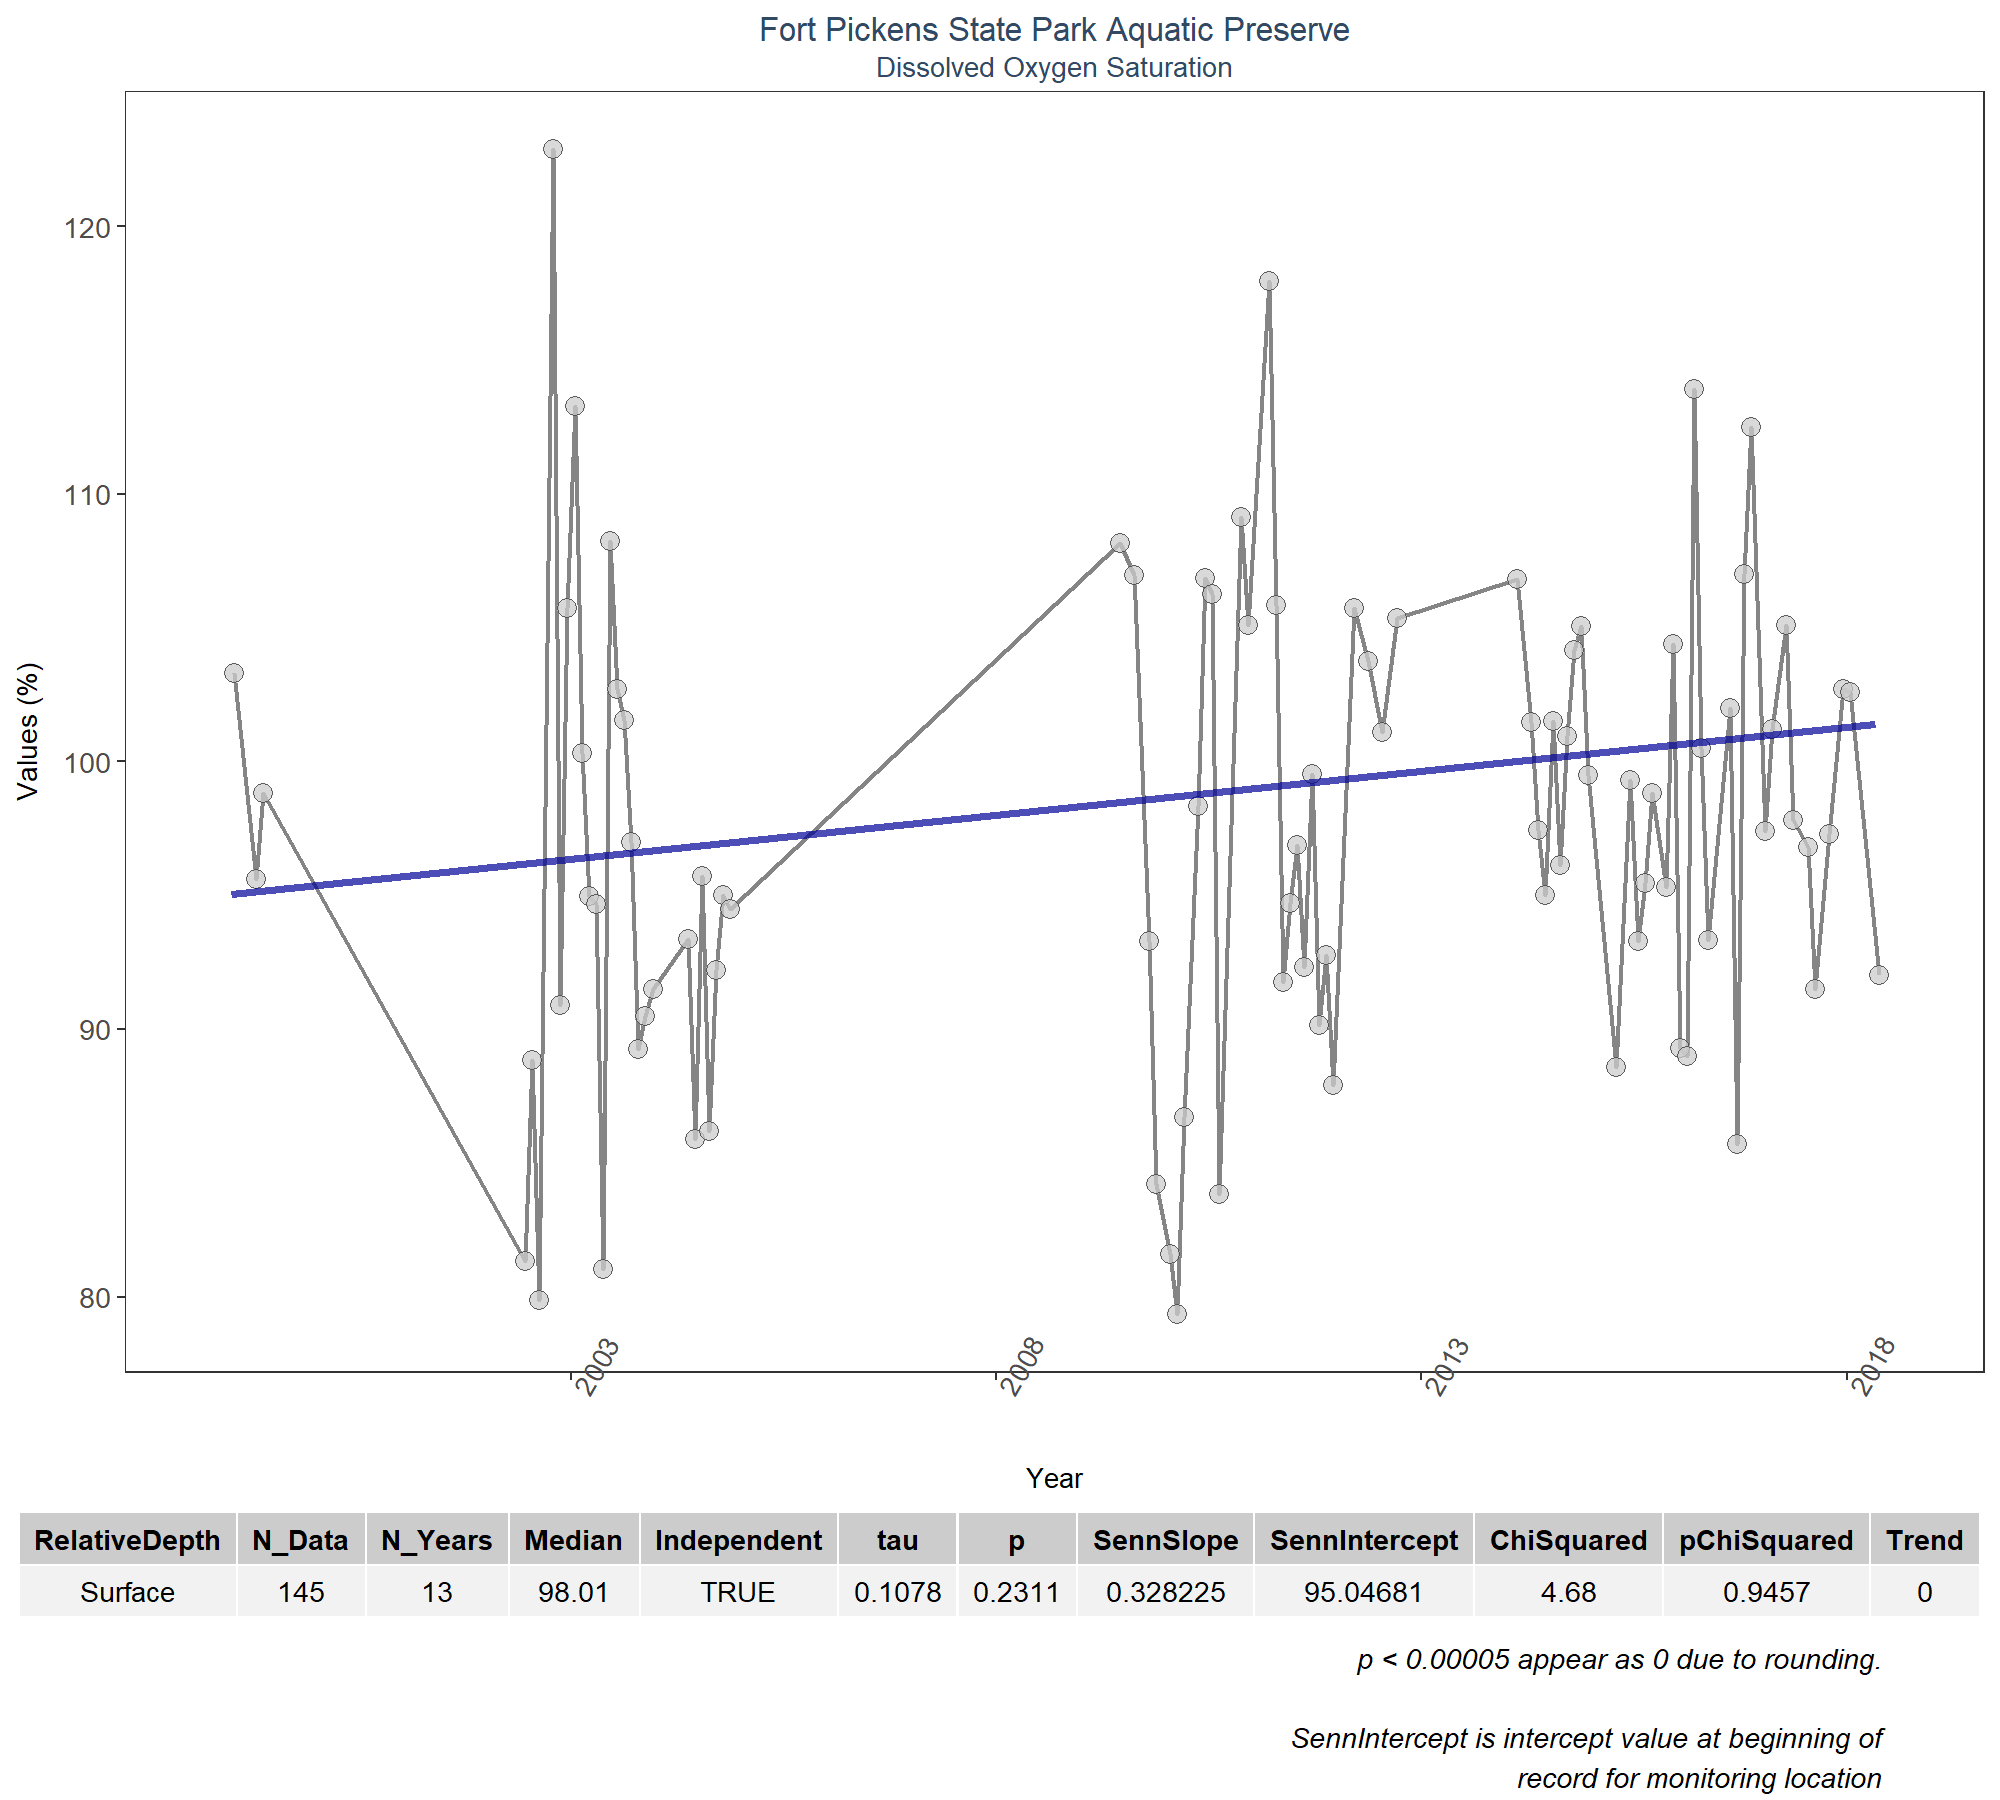 Fort Pickens State Park Aquatic Preserve
Dissolved Oxygen Saturation
120
110
100
90
80
Values (%)
2003
2008
2013
2018
Year
RelativeDepth N_Data N_Years Median Independent tau p SennSlope SennIntercept ChiSquared pChiSquared Trend
Surface 145 13 98.01 TRUE 0.1078 0.2311 0.328225 95.04681 4.68 0.9457 0
p < 0.00005 appear as 0 due to rounding.
SennIntercept is intercept value at beginning of
record for monitoring location